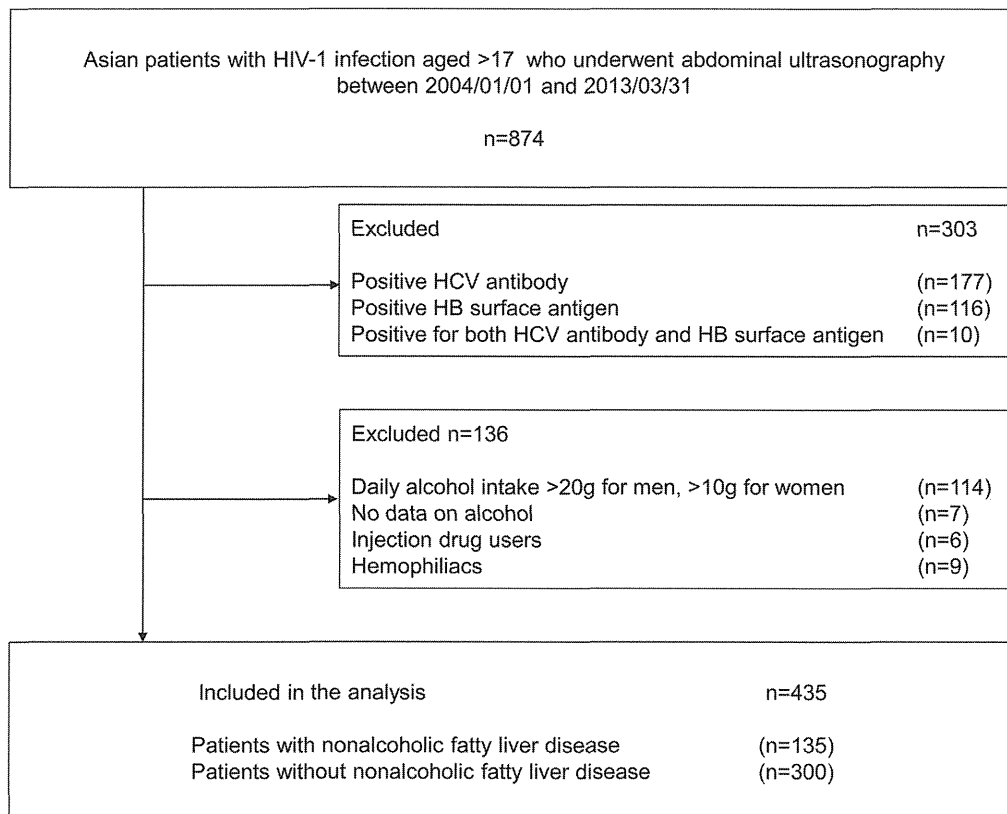 Asian patients with HIV-1 infection aged >17 who underwent abdominal ultrasonography
between 2004/01/01 and 2013/03/31
n=874
Excluded n=303
Positive HCV antibody (n=177)
Positive HB surface antigen (n=116)
Positive for both HCV antibody and HB surface antigen (n=10)
Excluded n=136
Daily alcohol intake >20g for men, >10g for women (n=114)
No data on alcohol (n=7)
Injection drug users (n=6)
Hemophiliacs (n=9)
Included in the analysis n=435
Patients with nonalcoholic fatty liver disease (n=135)
Patients without nonalcoholic fatty liver disease (n=300)